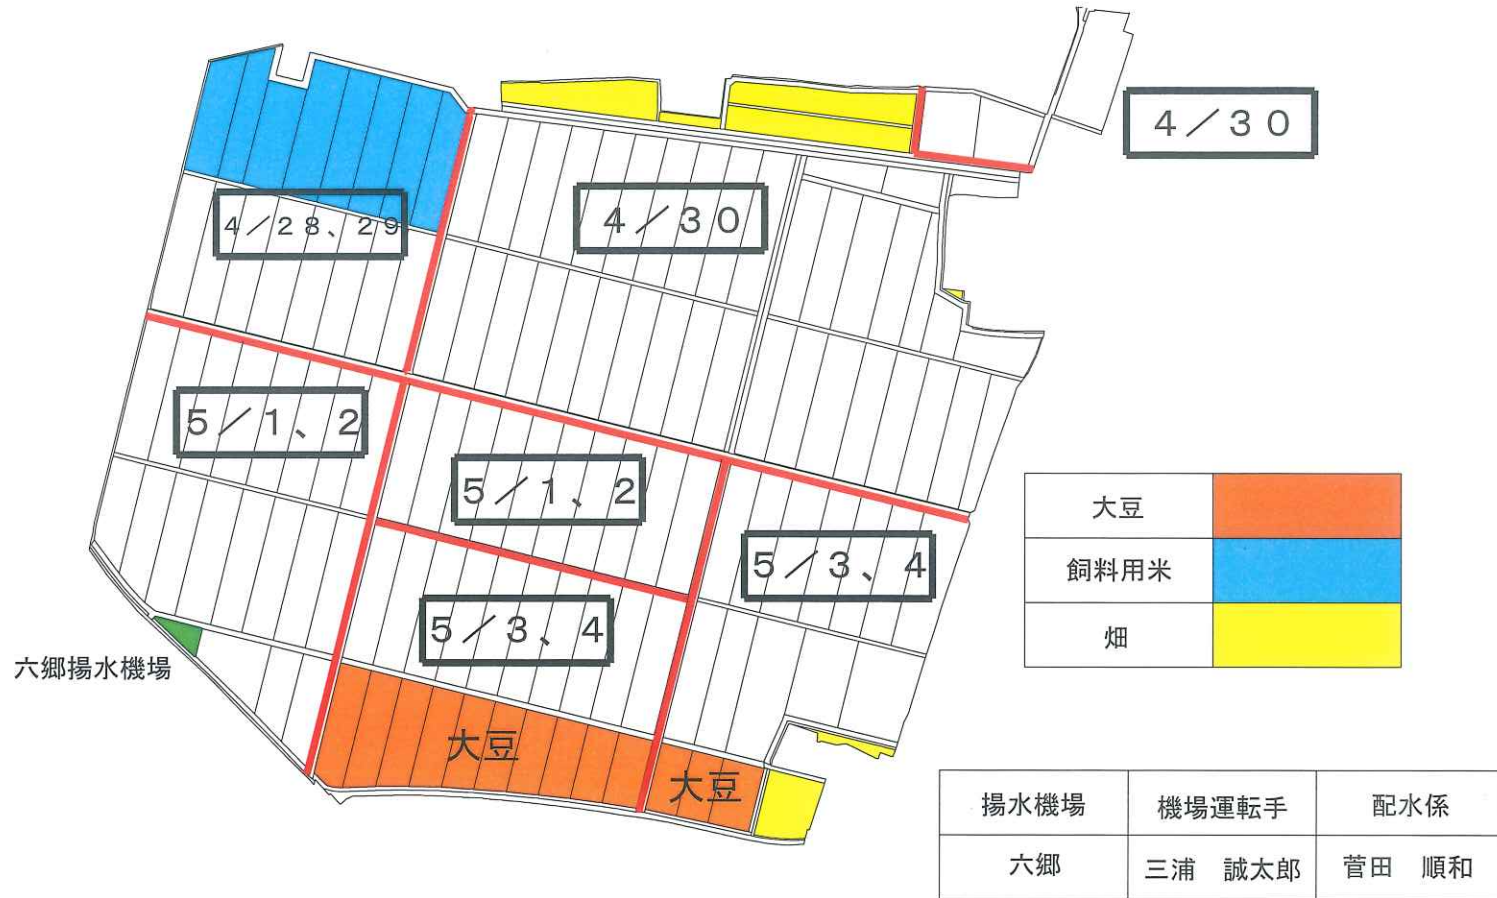 ４／３０
４／３０
４／２８、２９
５／１、２
５／１、２
５／３、４
５／３、４
大豆
飼料用米
畑
六郷揚水機場
大豆
大豆
揚水機場 機場運転手 配水係
六郷 三浦　誠太郎 菅田　順和